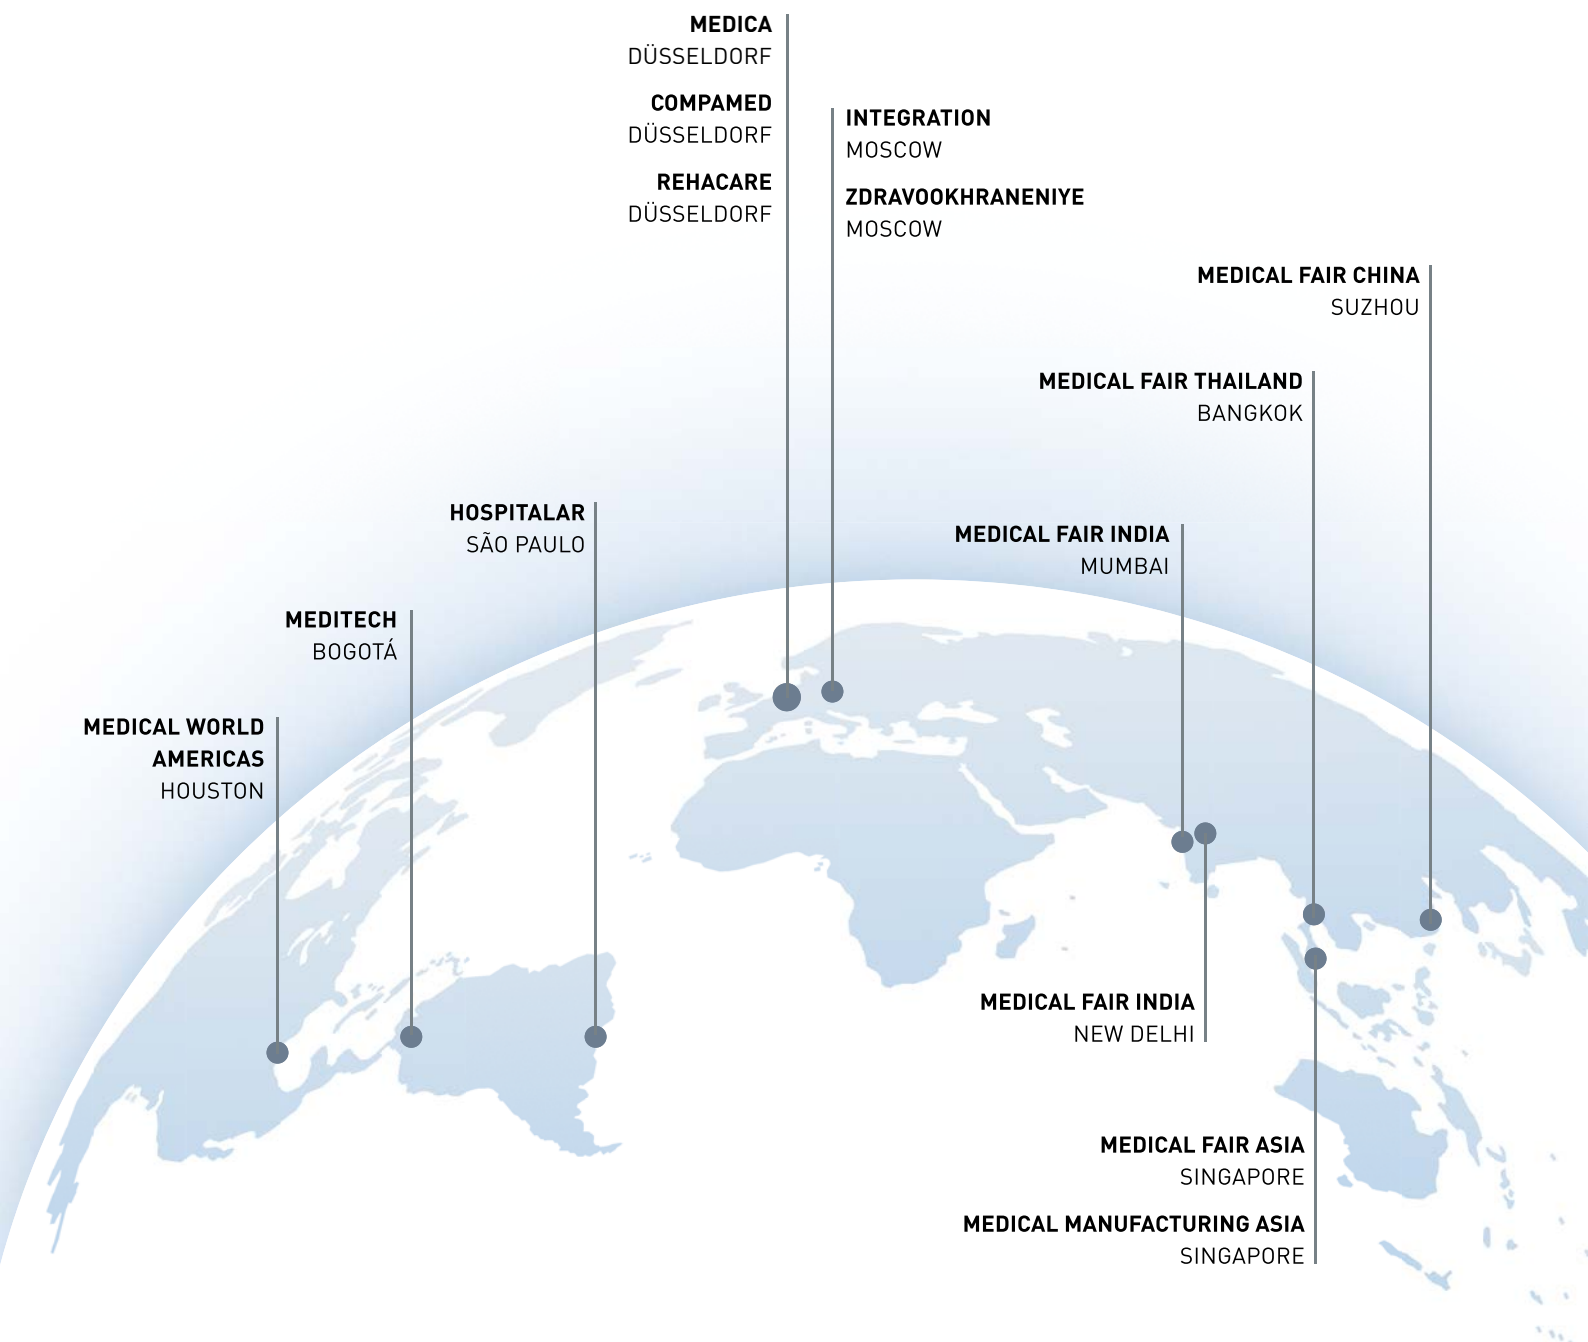 MEDICA
DÜSSELDORF
COMPAMED
DÜSSELDORF
REHACARE
DÜSSELDORF
INTEGRATION
MOSCOW
ZDRAVOOKHRANENIYE
MOSCOW
MEDICAL FAIR CHINA
SUZHOU
MEDICAL FAIR THAILAND
BANGKOK
HOSPITALAR
SÃO PAULO
MEDICAL FAIR INDIA
MUMBAI
MEDITECH
BOGOTÁ
MEDICAL WORLD
AMERICAS
HOUSTON
MEDICAL FAIR INDIA
NEW DELHI
MEDICAL FAIR ASIA
SINGAPORE
MEDICAL MANUFACTURING ASIA
SINGAPORE